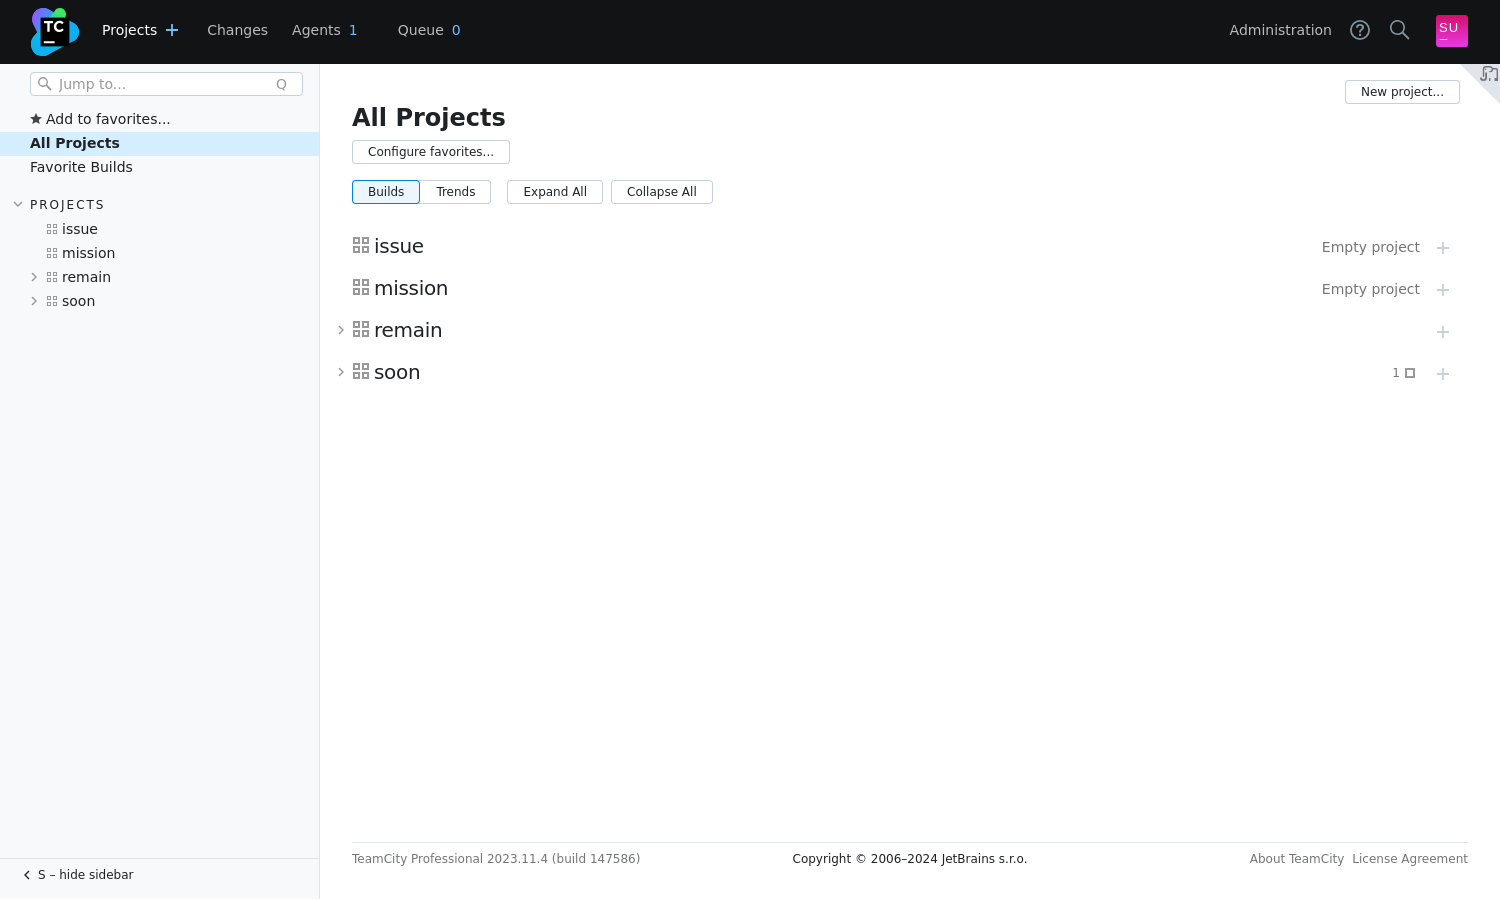 TC
Projects
Changes
Agents 1
Queue 0
Administration
SU
Jump to...
Q
Add to favorites...
All Projects
Favorite Builds
PROJECTS
issue
mission
remain
soon
S – hide sidebar
New project...
All Projects
Configure favorites...
Builds Trends Expand All Collapse All
issue Empty project
mission Empty project
remain
soon 1
TeamCity Professional 2023.11.4 (build 147586) Copyright © 2006–2024 JetBrains s.r.o. About TeamCity License Agreement